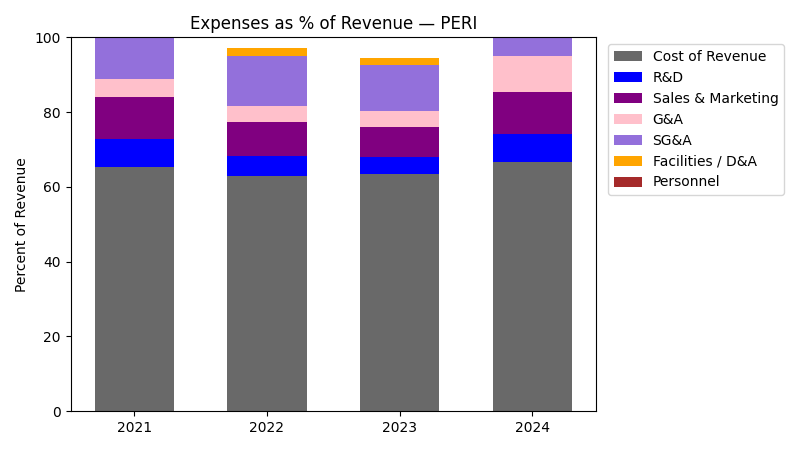 Expenses as % of Revenue — PERI
Percent of Revenue
100
80
60
40
20
0
2021
2022
2023
2024
Cost of Revenue
R&D
Sales & Marketing
G&A
SG&A
Facilities / D&A
Personnel